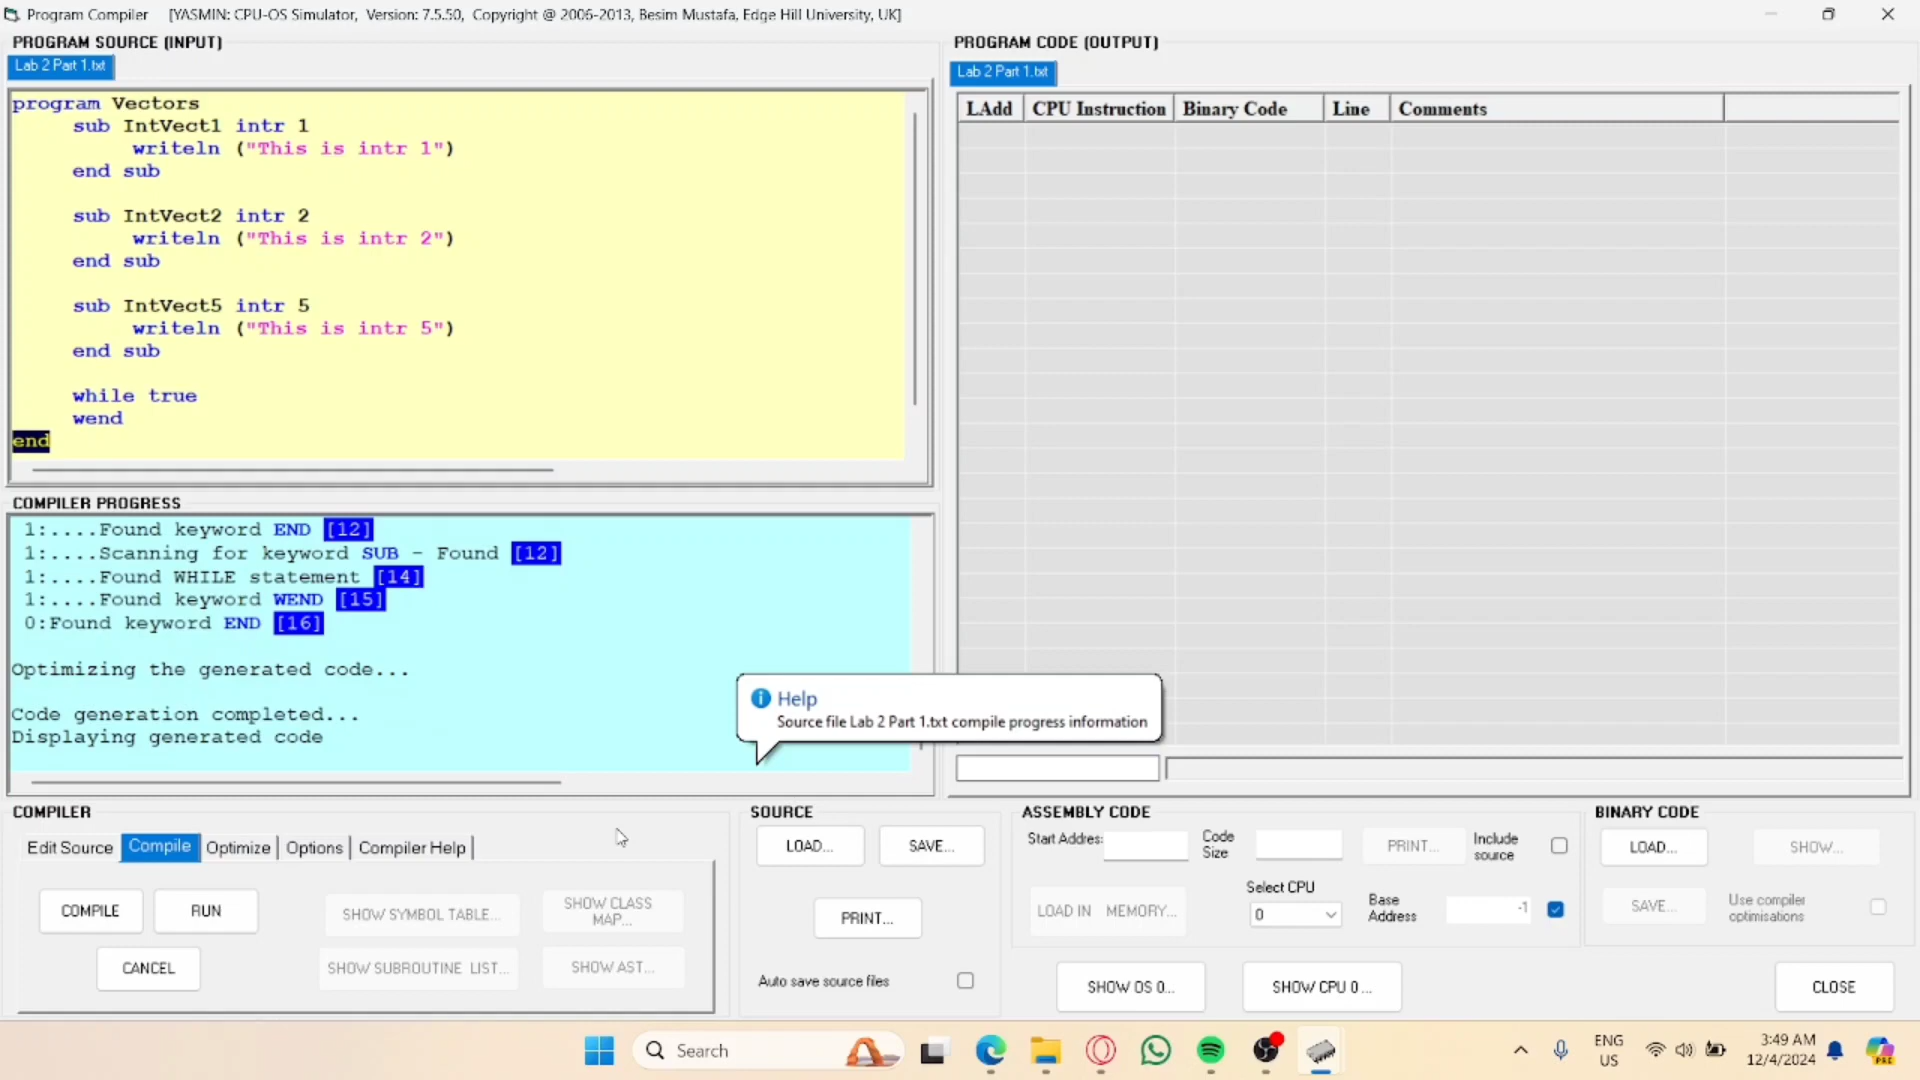 Program Compiler [YASMIN: CPU-OS Simulator, Version: 7.5.50, Copyright @ 2006-2013, Besim Mustafa, Edge Hill University, UK]
PROGRAM SOURCE (INPUT)
Lab 2 Part 1.txt
program Vectors
sub IntVect1 intr 1
writeln ("This is intr 1")
end sub
sub IntVect2 intr 2
writeln ("This is intr 2")
end sub
sub IntVect5 intr 5
writeln ("This is intr 5")
end sub
while true
wend
end
COMPILER PROGRESS
1:....Found keyword END [12]
1:....Scanning for keyword SUB - Found [12]
1:....Found WHILE statement [14]
1:....Found keyword WEND [15]
0:Found keyword END [16]
Optimizing the generated code...
Code generation completed...
Displaying generated code
PROGRAM CODE (OUTPUT)
Lab 2 Part 1.txt
LAdd CPU Instruction Binary Code Line Comments
Help
Source file Lab 2 Part 1.txt compile progress information
COMPILER
Edit Source Compile Optimize Options Compiler Help
COMPILE RUN SHOW SYMBOL TABLE... SHOW CLASS MAP...
CANCEL SHOW SUBROUTINE LIST... SHOW AST...
SOURCE
LOAD... SAVE...
PRINT...
Auto save source files
ASSEMBLY CODE
Start Addres: Code Size PRINT... Include source
LOAD IN MEMORY... Select CPU 0 Base Address -1
SHOW OS 0... SHOW CPU 0 ...
BINARY CODE
LOAD... SHOW...
SAVE... Use compiler optimisations
CLOSE
Search
ENG US
3:49 AM
12/4/2024
PRE